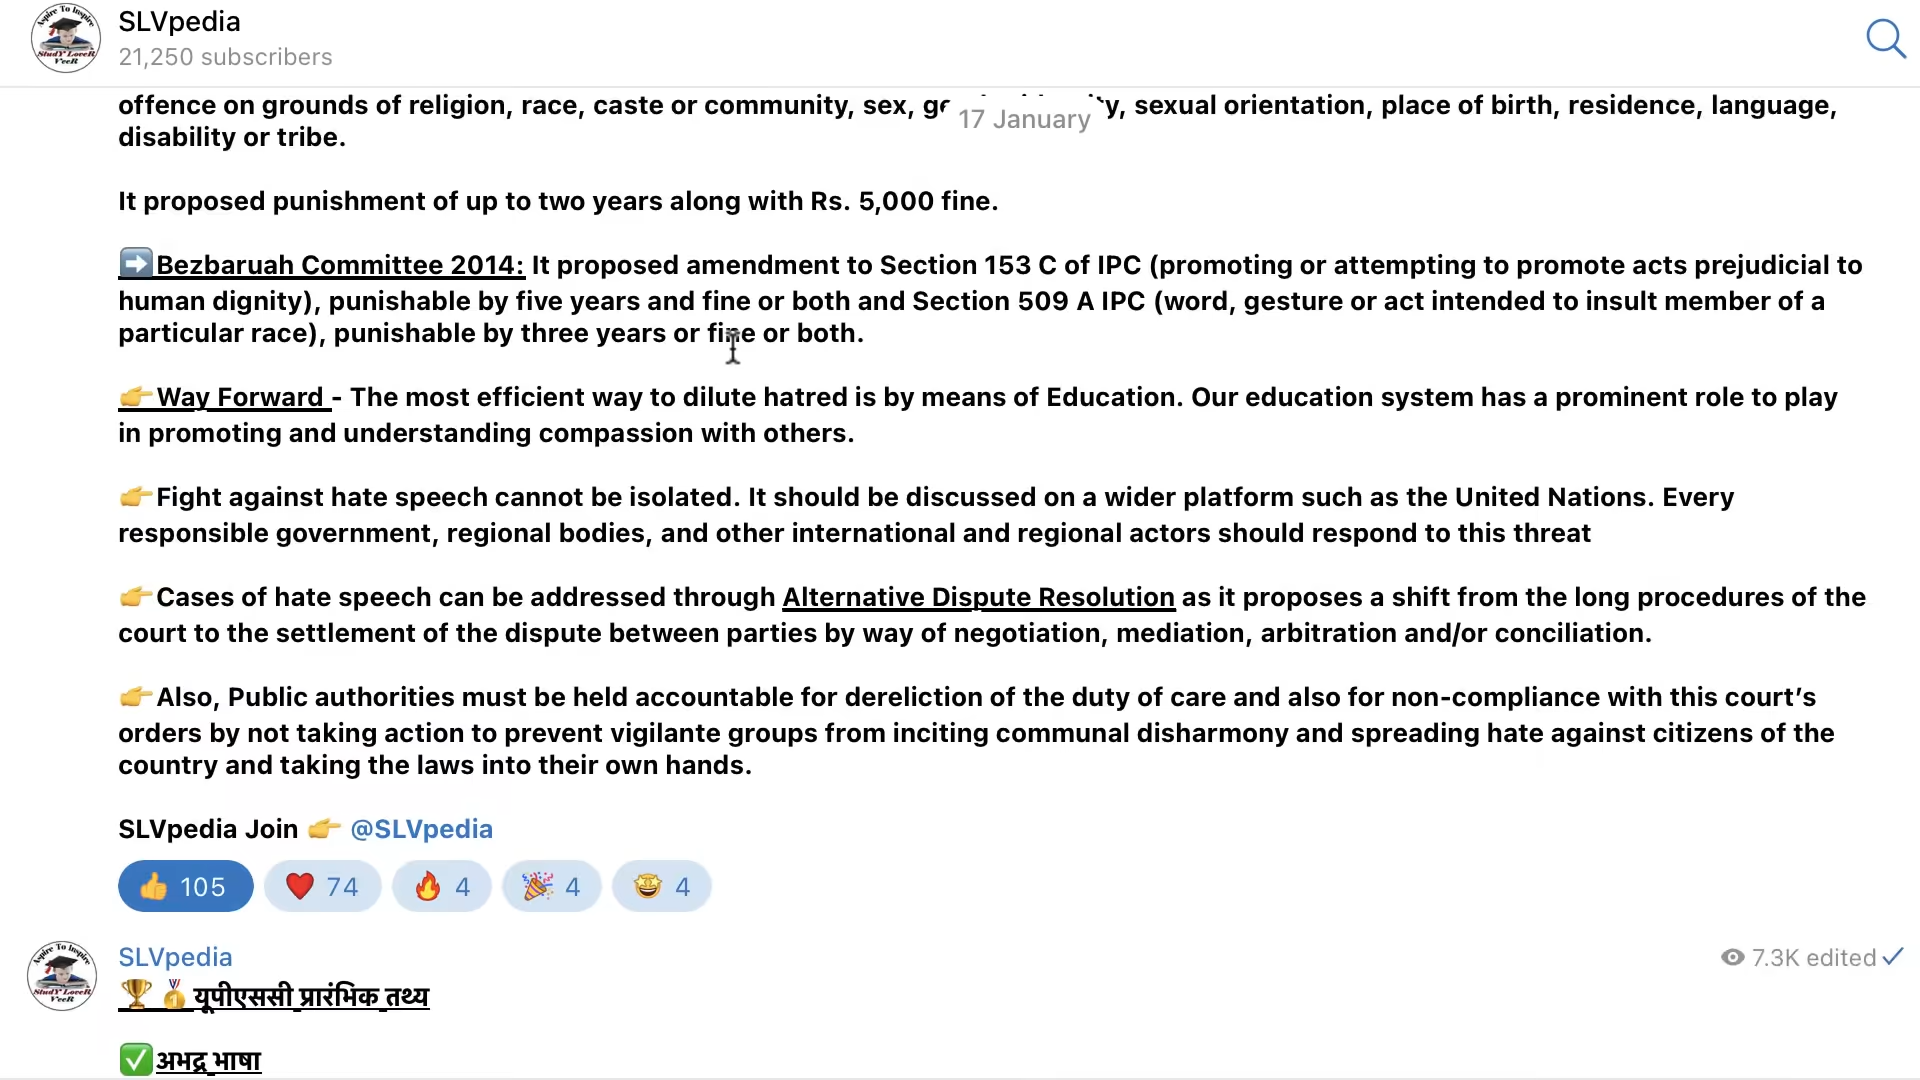 SLVpedia
21,250 subscribers
offence on grounds of religion, race, caste or community, sex, sexual orientation, place of birth, residence, language,
17 January
disability or tribe.
It proposed punishment of up to two years along with Rs. 5,000 fine.
➡️Bezbaruah Committee 2014: It proposed amendment to Section 153 C of IPC (promoting or attempting to promote acts prejudicial to
human dignity), punishable by five years and fine or both and Section 509 A IPC (word, gesture or act intended to insult member of a
particular race), punishable by three years or fine or both.
👉Way Forward - The most efficient way to dilute hatred is by means of Education. Our education system has a prominent role to play
in promoting and understanding compassion with others.
👉Fight against hate speech cannot be isolated. It should be discussed on a wider platform such as the United Nations. Every
responsible government, regional bodies, and other international and regional actors should respond to this threat
👉Cases of hate speech can be addressed through Alternative Dispute Resolution as it proposes a shift from the long procedures of the
court to the settlement of the dispute between parties by way of negotiation, mediation, arbitration and/or conciliation.
👉Also, Public authorities must be held accountable for dereliction of the duty of care and also for non-compliance with this court’s
orders by not taking action to prevent vigilante groups from inciting communal disharmony and spreading hate against citizens of the
country and taking the laws into their own hands.
SLVpedia Join 👉 @SLVpedia
👍 105 ❤️ 74 🔥 4 🎉 4 🤩 4
SLVpedia
7.3K edited
🏆🏅यूपीएससी प्रारंभिक तथ्य
✅अभद्र भाषा